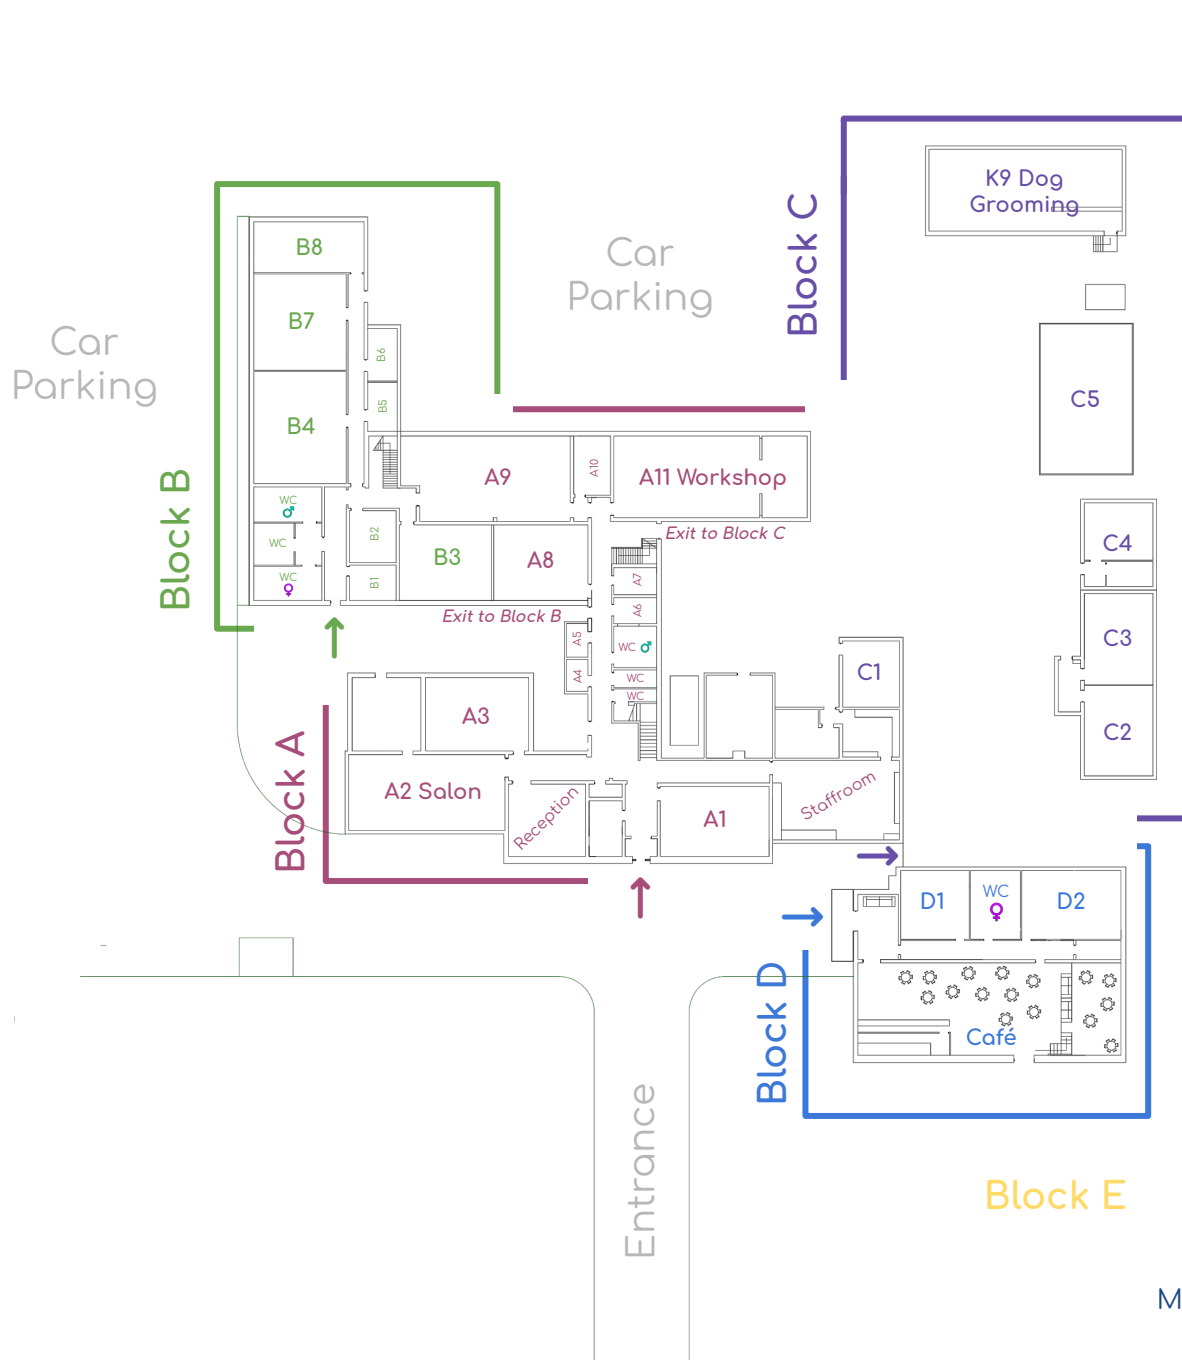 K9 Dog
Grooming
Block C
Car
Parking
B8
B7
Car
Parking
B6
B5
C5
B4
A9
A10
A11 Workshop
Block B
WC
B2
Exit to Block C
WC
B3
A8
C4
WC
B1
A7
Exit to Block B
A6
A5
WC
C3
A4
WC
C1
WC
A3
C2
Block A
A2 Salon
Reception
A1
Staffroom
D1
WC
D2
Block D
Café
Entrance
Block E
M